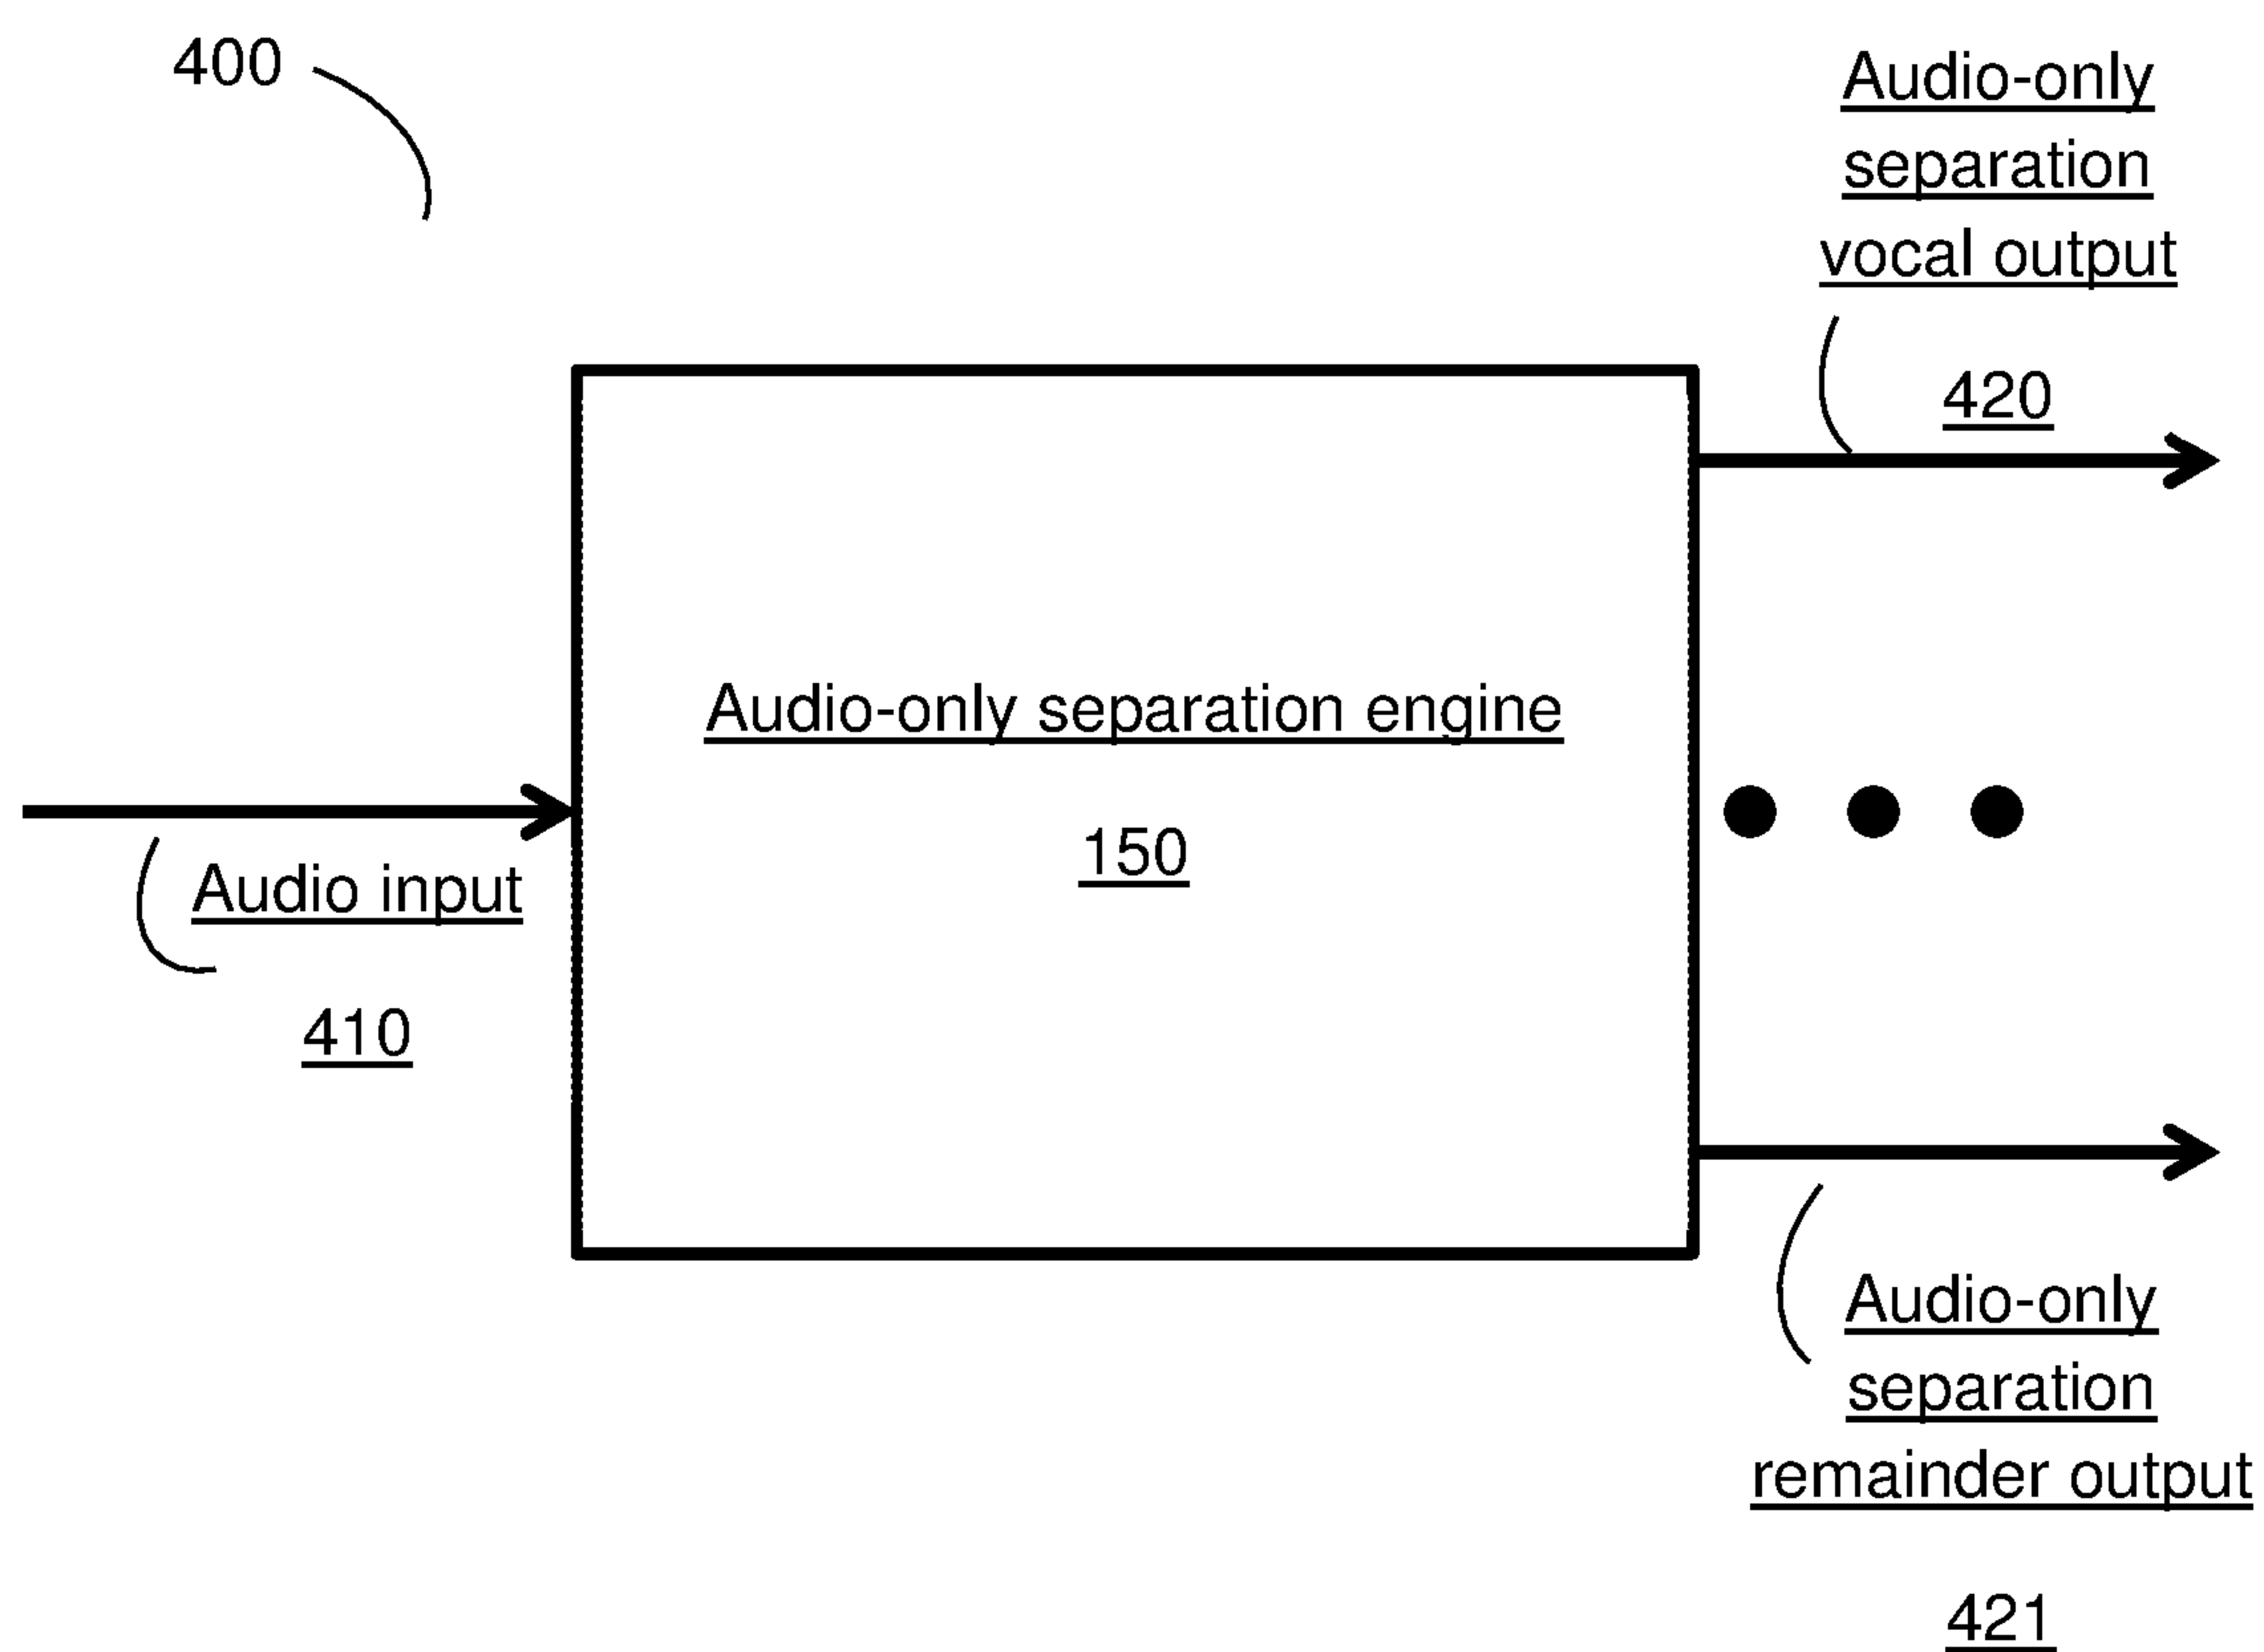 400
Audio-only
separation
vocal output
420
Audio-only separation engine
150
Audio input
410
Audio-only
separation
remainder output
421